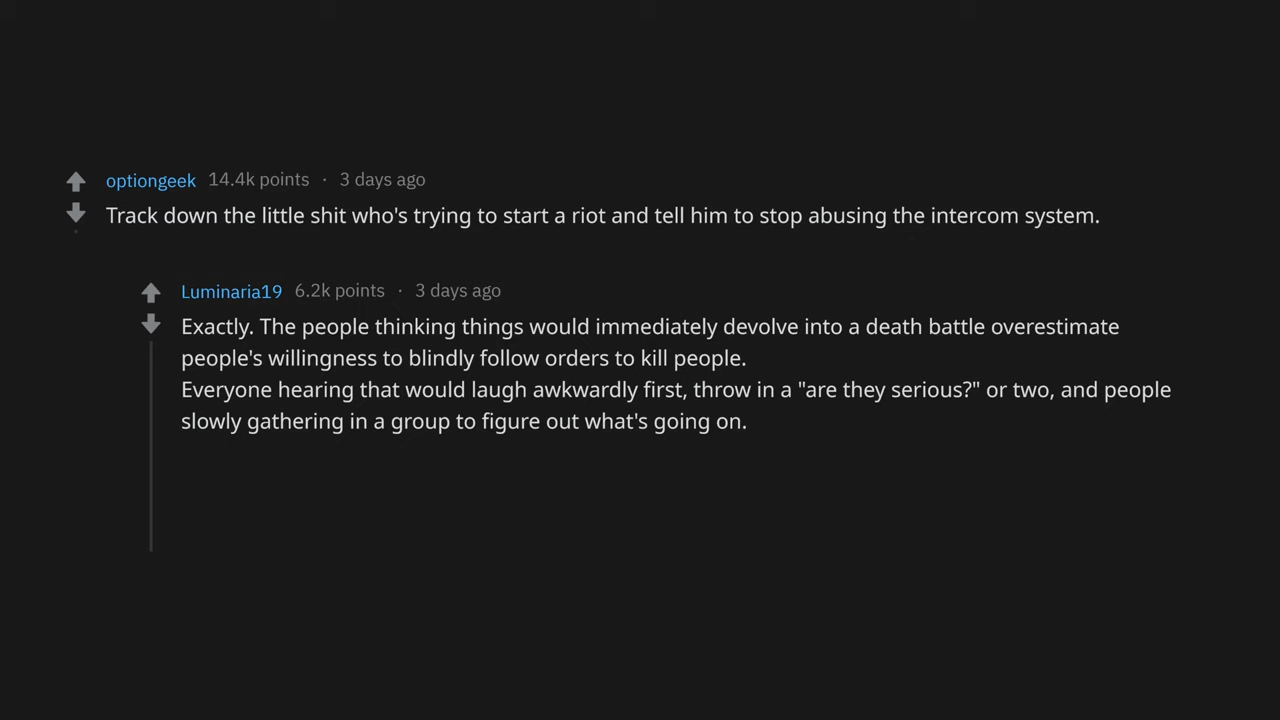 optiongeek 14.4k points · 3 days ago
Track down the little shit who's trying to start a riot and tell him to stop abusing the intercom system.
Luminaria19 6.2k points · 3 days ago
Exactly. The people thinking things would immediately devolve into a death battle overestimate
people's willingness to blindly follow orders to kill people.
Everyone hearing that would laugh awkwardly first, throw in a "are they serious?" or two, and people
slowly gathering in a group to figure out what's going on.